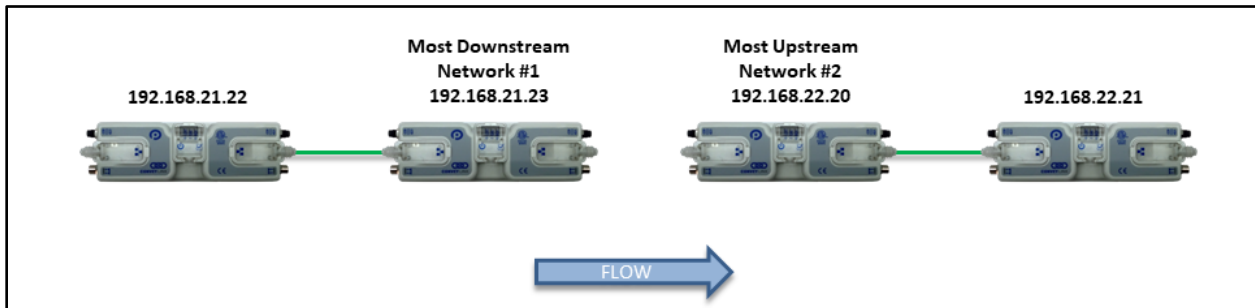 Most Downstream
Network #1
192.168.21.23
Most Upstream
Network #2
192.168.22.20
192.168.21.22
192.168.22.21
FLOW